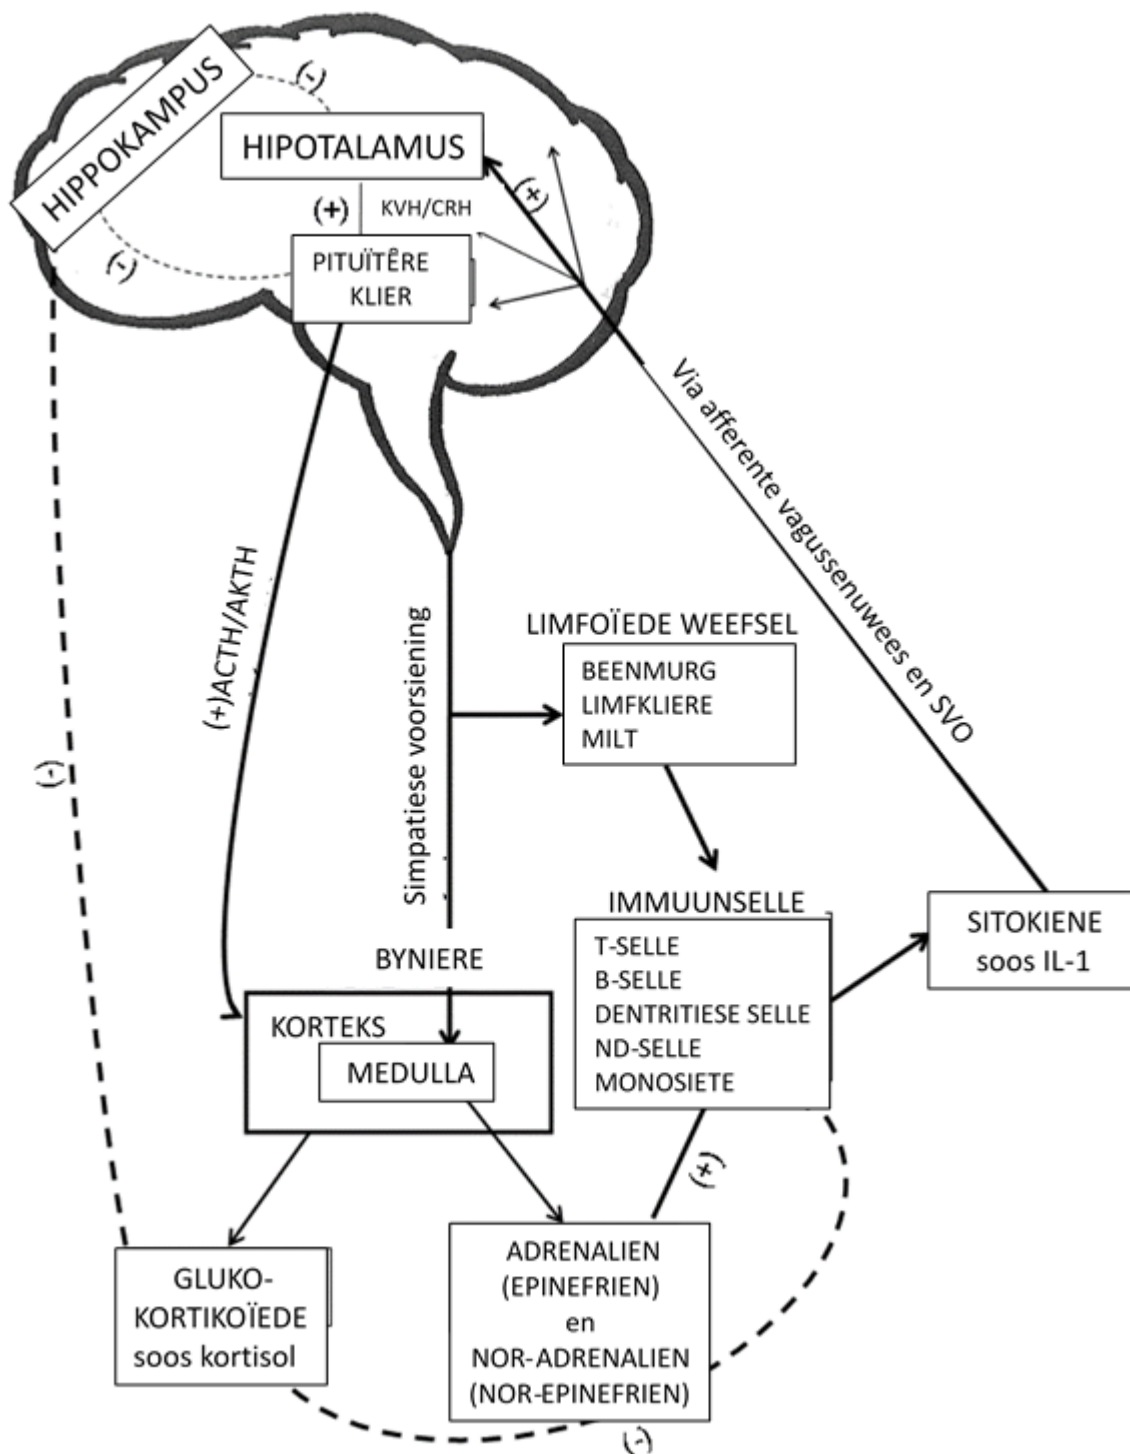 HIPPOKAMPUS
(-)
HIPOTALAMUS
(+)
KVH/CRH
(+)
(-)
PITUÏTÊRE
KLIER
Via afferente vagussenuwees en SVO
(+)ACTH/AKTH
(-)
Simpatiese voorsiening
LIMFOÏEDE WEEFSEL
BEENMURG
LIMFKLIERE
MILT
IMMUUNSELLE
T-SELLE
B-SELLE
DENTRITIESE SELLE
ND-SELLE
MONOSIETE
SITOKIENE
soos IL-1
BYNIERE
KORTEKS
MEDULLA
(+)
GLUKO-
KORTIKOÏEDE
soos kortisol
ADRENALIEN
(EPINEFRIEN)
en
NOR-ADRENALIEN
(NOR-EPINEFRIEN)
(-)